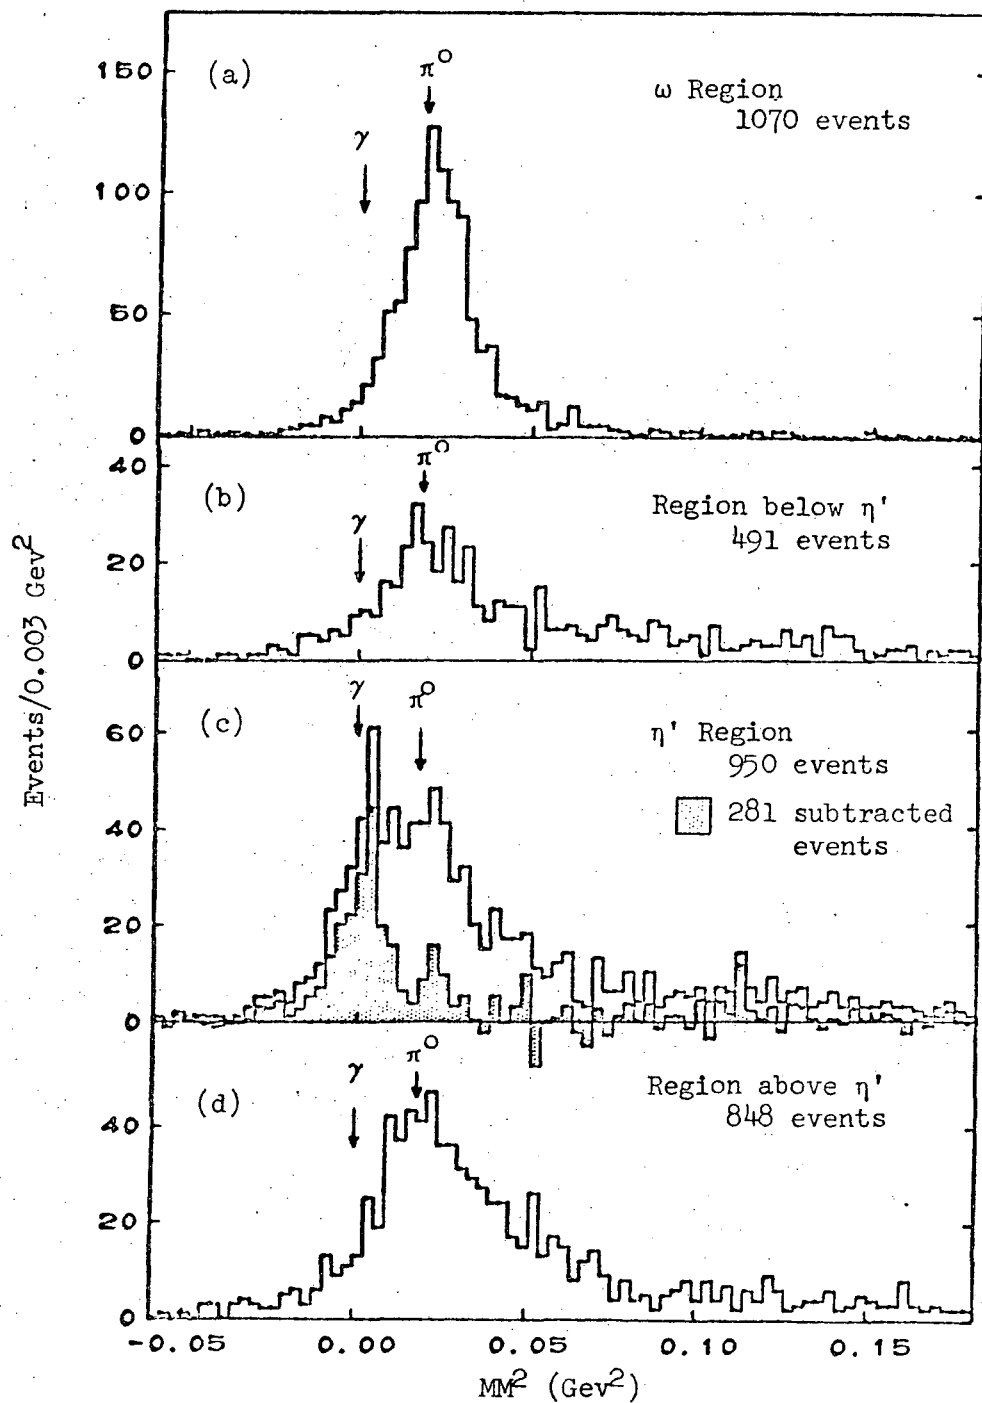 (a)
π⁰
γ
ω Region
1070 events
150
100
50
0
(b)
π⁰
γ
Region below η'
491 events
40
20
0
(c)
γ
π⁰
η' Region
950 events
281 subtracted
events
60
40
20
0
(d)
γ
π⁰
Region above η'
848 events
40
20
0
-0.05 0.00 0.05 0.10 0.15
MM² (Gev²)
Events/0.003 Gev²